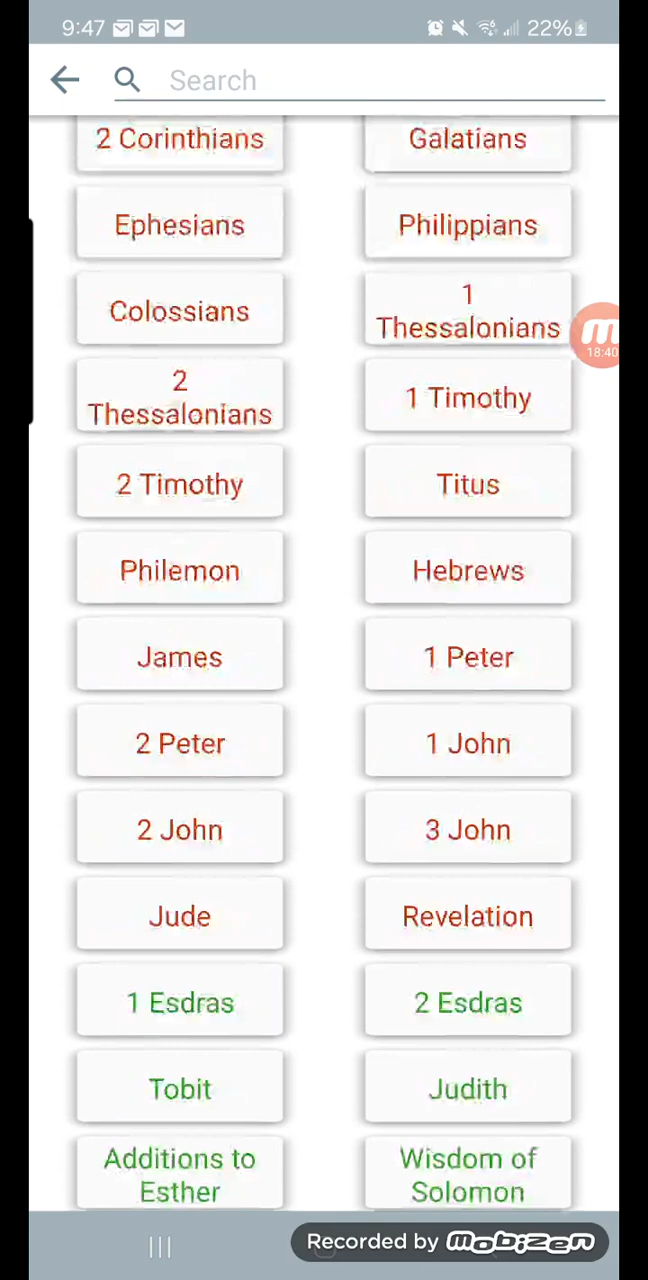 9:47 22%
Search
2 Corinthians Galatians
Ephesians Philippians
Colossians 1
Thessalonians
18:40
2
Thessalonians 1 Timothy
2 Timothy Titus
Philemon Hebrews
James 1 Peter
2 Peter 1 John
2 John 3 John
Jude Revelation
1 Esdras 2 Esdras
Tobit Judith
Additions to
Esther
Wisdom of
Solomon
Recorded by mobizen